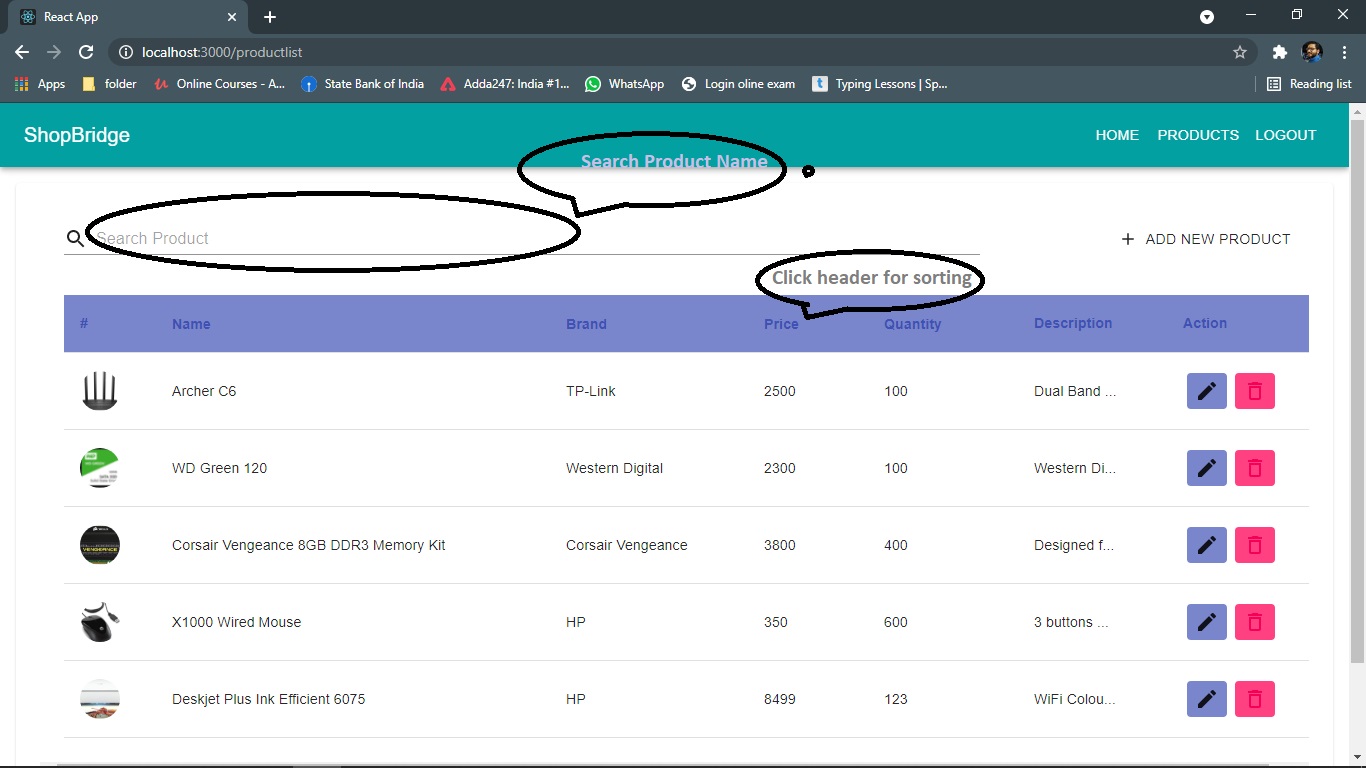 React App
localhost:3000/productlist
Apps folder Online Courses - A... State Bank of India Adda247: India #1... WhatsApp Login oline exam Typing Lessons | Sp... Reading list
ShopBridge HOME PRODUCTS LOGOUT
Search Product Name
Search Product + ADD NEW PRODUCT
Click header for sorting
# Name Brand Price Quantity Description Action
Archer C6 TP-Link 2500 100 Dual Band ...
WD Green 120 Western Digital 2300 100 Western Di...
Corsair Vengeance 8GB DDR3 Memory Kit Corsair Vengeance 3800 400 Designed f...
X1000 Wired Mouse HP 350 600 3 buttons ...
Deskjet Plus Ink Efficient 6075 HP 8499 123 WiFi Colou...